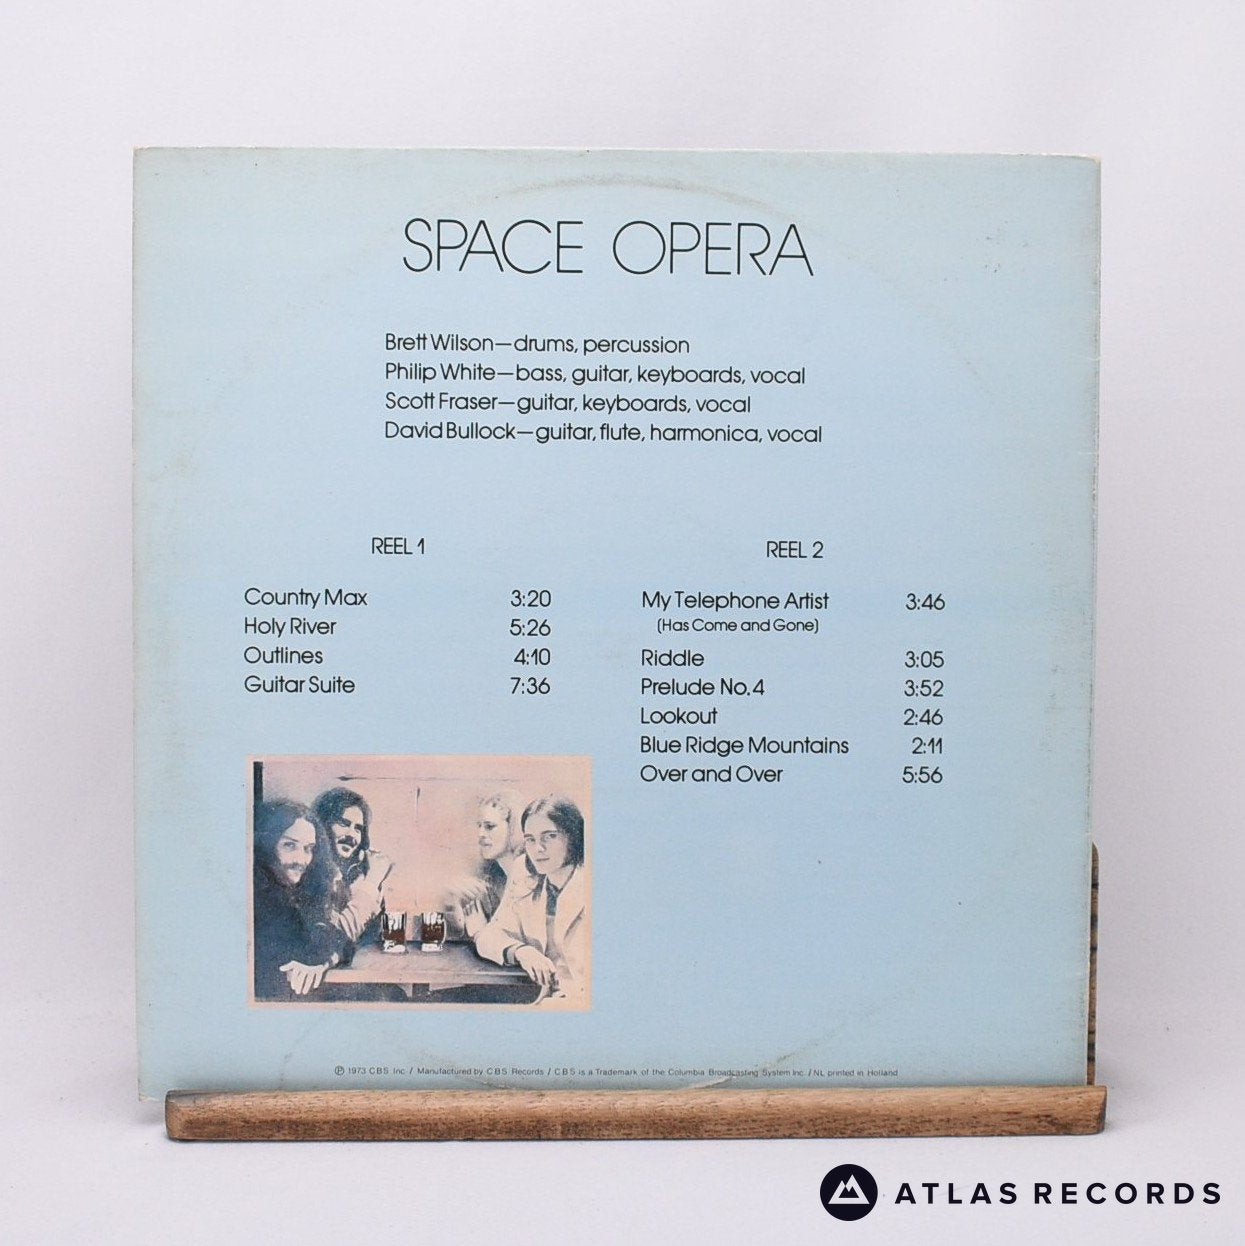 SPACE OPERA
Brett Wilson—drums, percussion
Philip White—bass, guitar, keyboards, vocal
Scott Fraser—guitar, keyboards, vocal
David Bullock—guitar, flute, harmonica, vocal
REEL 1
Country Max 3:20
Holy River 5:26
Outlines 4:10
Guitar Suite 7:36
REEL 2
My Telephone Artist 3:46
(Has Come and Gone)
Riddle 3:05
Prelude No. 4 3:52
Lookout 2:46
Blue Ridge Mountains 2:11
Over and Over 5:56
℗ 1973 CBS Inc. / Manufactured by CBS Records / CBS is a Trademark of the Columbia Broadcasting System Inc. / NL printed in Holland
ATLAS RECORDS